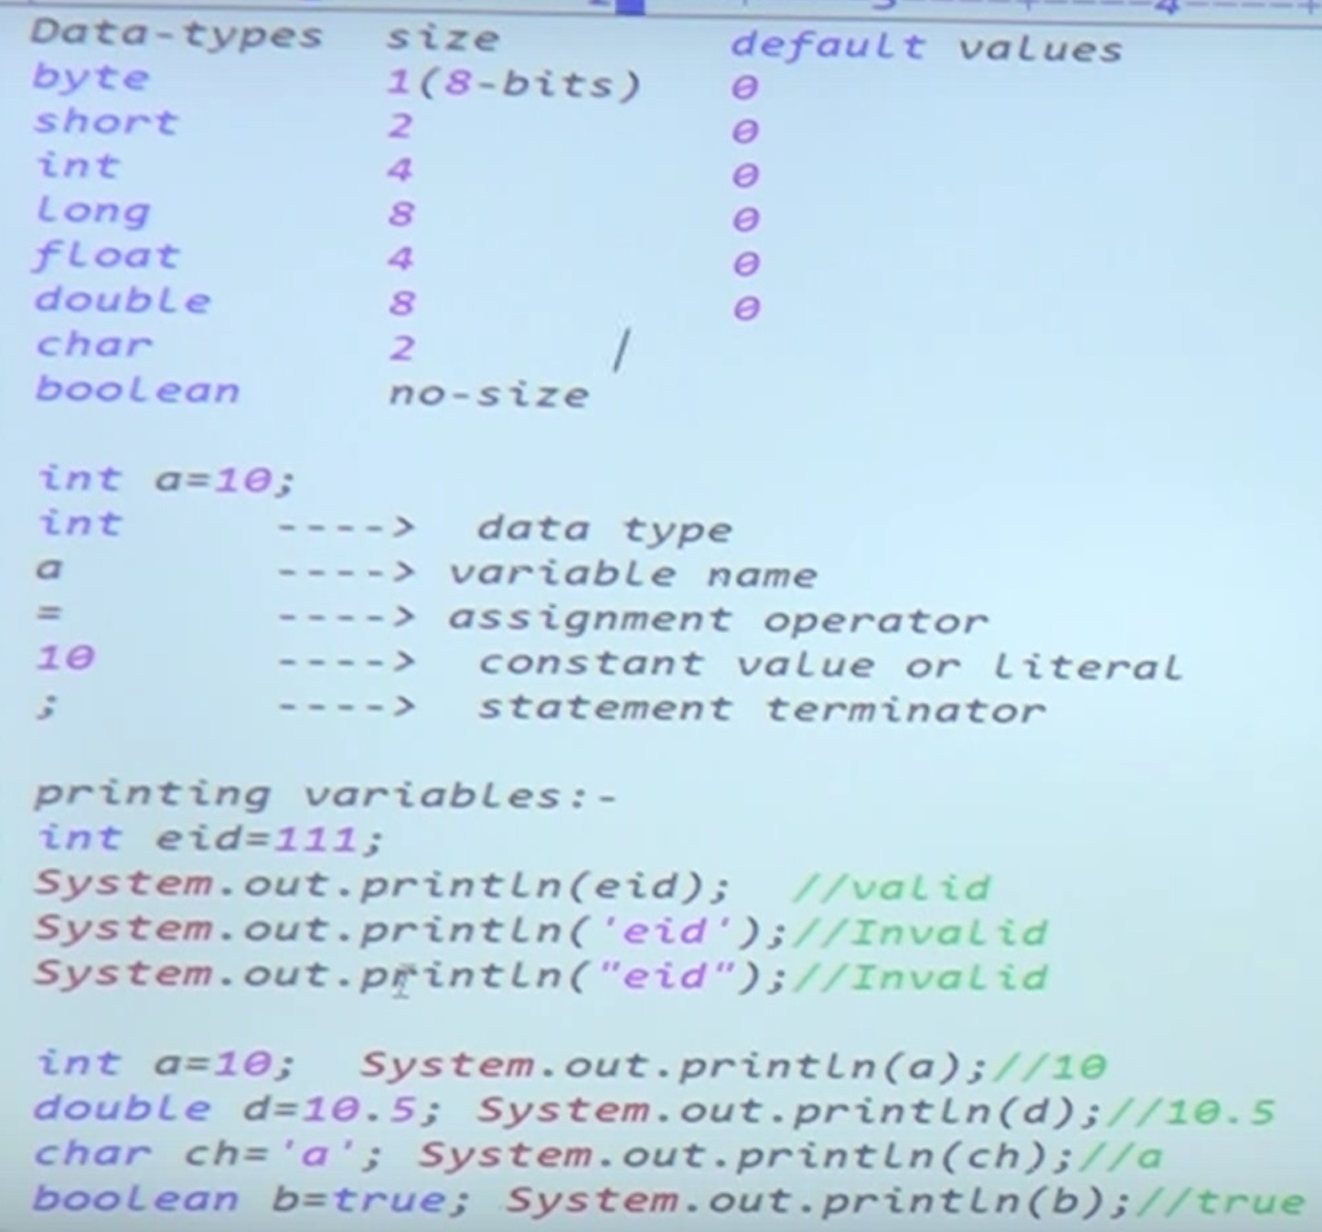 Data-types size default values
byte 1(8-bits) 0
short 2 0
int 4 0
long 8 0
float 4 0
double 8 0
char 2
boolean no-size
int a=10;
int ----> data type
a ----> variable name
= ----> assignment operator
10 ----> constant value or literal
; ----> statement terminator
printing variables:-
int eid=111;
System.out.println(eid); //valid
System.out.println('eid');//Invalid
System.out.println("eid");//Invalid
int a=10; System.out.println(a);//10
double d=10.5; System.out.println(d);//10.5
char ch='a'; System.out.println(ch);//a
boolean b=true; System.out.println(b);//true